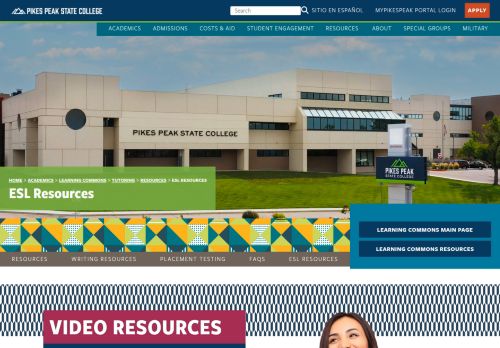 PIKES PEAK STATE COLLEGE
Search
SITIO EN ESPAÑOL
MYPIKESPEAK PORTAL LOGIN
APPLY
ACADEMICS ADMISSIONS COSTS & AID STUDENT ENGAGEMENT RESOURCES ABOUT SPECIAL GROUPS MILITARY
PIKES PEAK STATE COLLEGE
PIKES PEAK
STATE COLLEGE
HOME > ACADEMICS > LEARNING COMMONS > TUTORING > RESOURCES > ESL RESOURCES
ESL Resources
LEARNING COMMONS MAIN PAGE
LEARNING COMMONS RESOURCES
RESOURCES WRITING RESOURCES PLACEMENT TESTING FAQS ESL RESOURCES
VIDEO RESOURCES